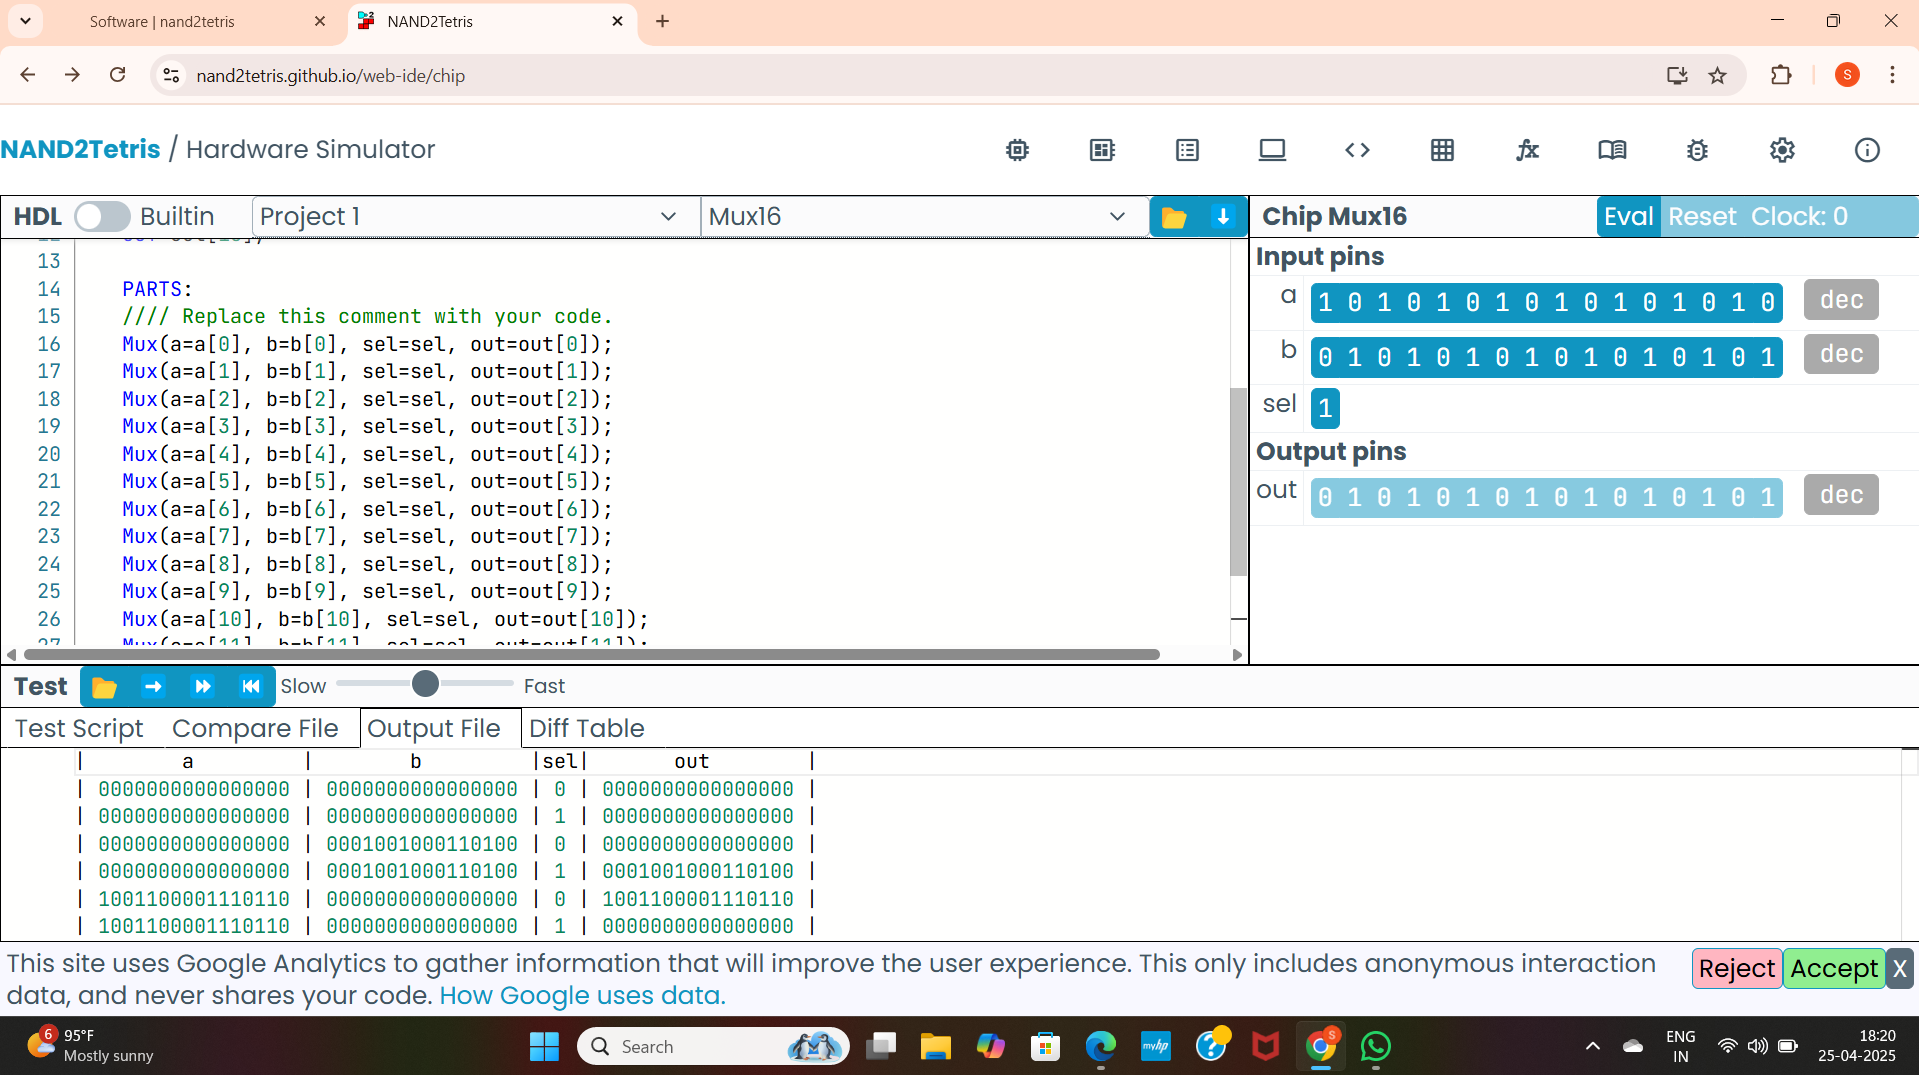 Software | nand2tetris
NAND2Tetris
nand2tetris.github.io/web-ide/chip
S
NAND2Tetris / Hardware Simulator
HDL Builtin Project 1 Mux16
13
14 PARTS:
15 //// Replace this comment with your code.
16 Mux(a=a[0], b=b[0], sel=sel, out=out[0]);
17 Mux(a=a[1], b=b[1], sel=sel, out=out[1]);
18 Mux(a=a[2], b=b[2], sel=sel, out=out[2]);
19 Mux(a=a[3], b=b[3], sel=sel, out=out[3]);
20 Mux(a=a[4], b=b[4], sel=sel, out=out[4]);
21 Mux(a=a[5], b=b[5], sel=sel, out=out[5]);
22 Mux(a=a[6], b=b[6], sel=sel, out=out[6]);
23 Mux(a=a[7], b=b[7], sel=sel, out=out[7]);
24 Mux(a=a[8], b=b[8], sel=sel, out=out[8]);
25 Mux(a=a[9], b=b[9], sel=sel, out=out[9]);
26 Mux(a=a[10], b=b[10], sel=sel, out=out[10]);
27 Mux(a=a[11], b=b[11], sel=sel, out=out[11]);
Chip Mux16 Eval Reset Clock: 0
Input pins
a 1 0 1 0 1 0 1 0 1 0 1 0 1 0 1 0 dec
b 0 1 0 1 0 1 0 1 0 1 0 1 0 1 0 1 dec
sel 1
Output pins
out 0 1 0 1 0 1 0 1 0 1 0 1 0 1 0 1 dec
Test Slow Fast
Test Script Compare File Output File Diff Table
| a | b |sel| out |
| 0000000000000000 | 0000000000000000 | 0 | 0000000000000000 |
| 0000000000000000 | 0000000000000000 | 1 | 0000000000000000 |
| 0000000000000000 | 0001001000110100 | 0 | 0000000000000000 |
| 0000000000000000 | 0001001000110100 | 1 | 0001001000110100 |
| 1001100001110110 | 0000000000000000 | 0 | 1001100001110110 |
| 1001100001110110 | 0000000000000000 | 1 | 0000000000000000 |
This site uses Google Analytics to gather information that will improve the user experience. This only includes anonymous interaction
data, and never shares your code. How Google uses data.
Reject Accept X
6
95°F
Mostly sunny
Search
myhp
S
ENG
IN
18:20
25-04-2025